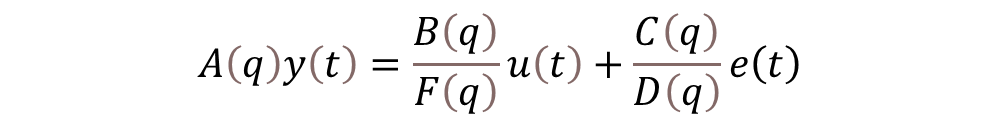 A(q)y(t) = B(q)/F(q) u(t) + C(q)/D(q) e(t)